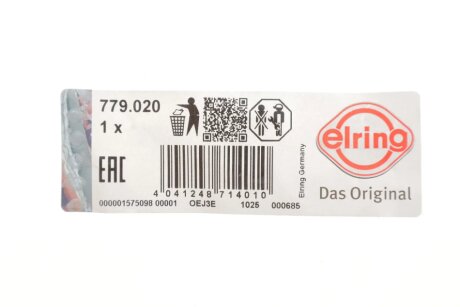 779.020
1 x
EAC
4 041248 714010
000001575098 00001 OEJ3E 1025 000685
Elring Germany
elring
Das Original